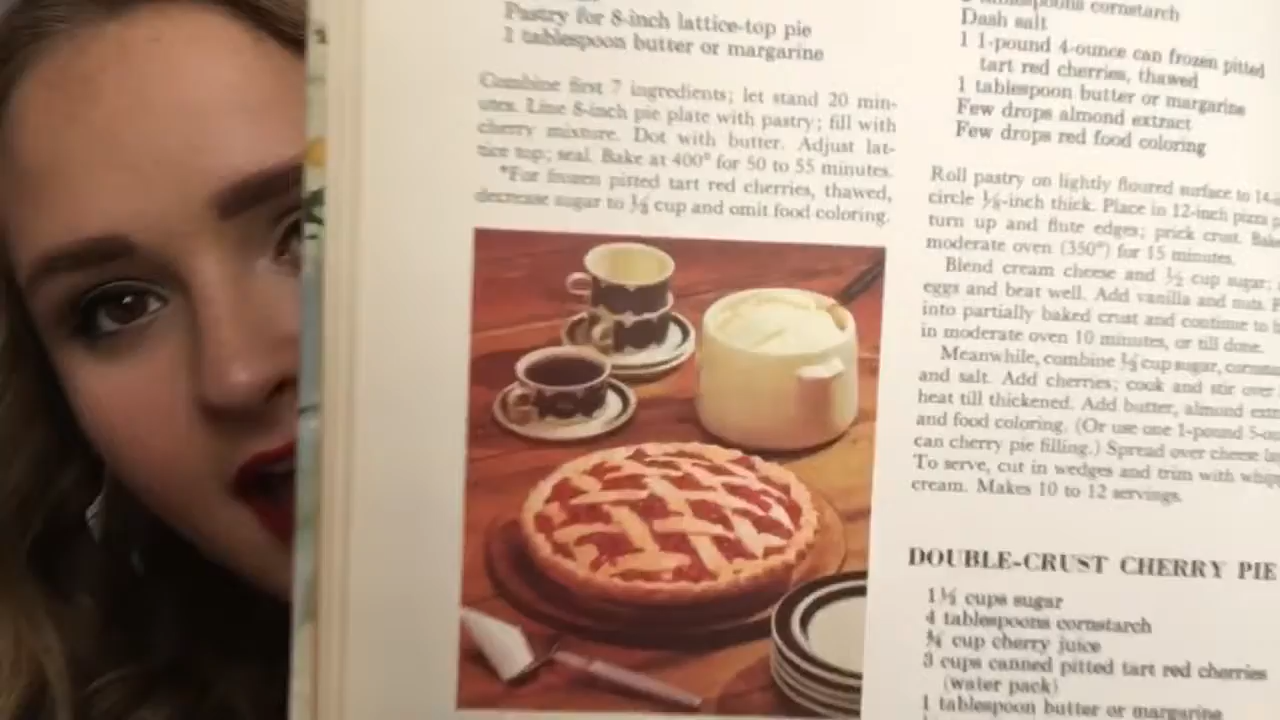 Pastry for 8-inch lattice-top pie
1 tablespoon butter or margarine
Combine first 7 ingredients; let stand 20 min-
utes. Line 8-inch pie plate with pastry; fill with
cherry mixture. Dot with butter. Adjust lat-
tice top; seal. Bake at 400° for 50 to 55 minutes.
*For frozen pitted tart red cherries, thawed,
decrease sugar to ⅓ cup and omit food coloring.
tablespoons cornstarch
Dash salt
1 1-pound 4-ounce can frozen pitted
tart red cherries, thawed
1 tablespoon butter or margarine
Few drops almond extract
Few drops red food coloring
Roll pastry on lightly floured surface to 14-
circle ⅛-inch thick. Place in 12-inch pizza
turn up and flute edges; prick crust.
moderate oven (350°) for 15 minutes.
Blend cream cheese and ½ cup sugar;
eggs and beat well. Add vanilla and nuts.
into partially baked crust and continue to
in moderate oven 10 minutes, or till done.
Meanwhile, combine ⅓ cup sugar,
and salt. Add cherries; cook and stir over
heat till thickened. Add butter, almond
and food coloring. (Or use one 1-pound 5-
can cherry pie filling.) Spread over cheese
To serve, cut in wedges and trim with
cream. Makes 10 to 12 servings.
DOUBLE-CRUST CHERRY PIE
1½ cups sugar
4 tablespoons cornstarch
¾ cup cherry juice
3 cups canned pitted tart red cherries
(water pack)
1 tablespoon butter or margarine